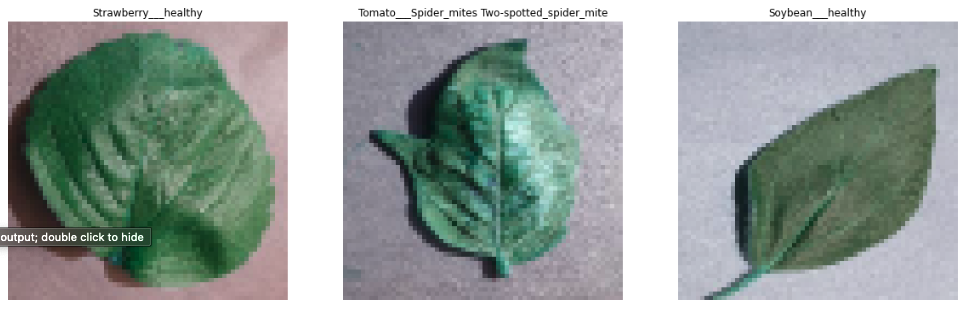 Strawberry___healthy
Tomato___Spider_mites Two-spotted_spider_mite
Soybean___healthy
output; double click to hide